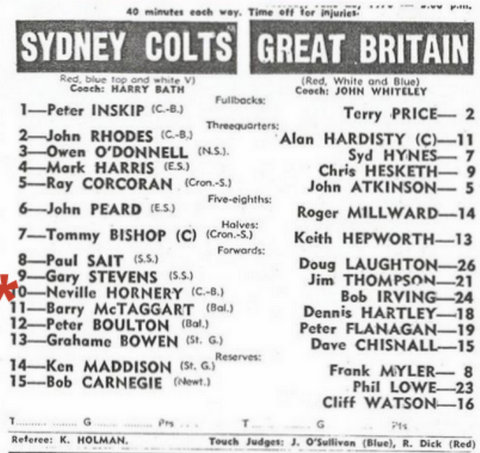 40 minutes each way. Time off for injuries.
SYDNEY COLTS
GREAT BRITAIN
Red, blue top and white V)
Coach: HARRY BATH
(Red, White and Blue)
Coach: JOHN WHITELEY
Fullbacks:
1—Peter INSKIP (C.-B.)
Terry PRICE— 2
Threequarters:
2—John RHODES (C.-B.)
Alan HARDISTY (C)—11
3—Owen O'DONNELL (N.S.)
Syd HYNES— 7
4—Mark HARRIS (E.S.)
Chris HESKETH— 9
5—Ray CORCORAN (Cron.-S.)
John ATKINSON— 5
Five-eighths:
6—John PEARD (E.S.)
Roger MILLWARD—14
Halves:
7—Tommy BISHOP (C) (Cron.-S.)
Keith HEPWORTH—13
Forwards:
8—Paul SAIT (S.S.)
Doug LAUGHTON—26
9—Gary STEVENS (S.S.)
Jim THOMPSON—21
* 10—Neville HORNERY (C.-B.)
Bob IRVING—24
11—Barry McTAGGART (Bal.)
Dennis HARTLEY—18
12—Peter BOULTON (Bal.)
Peter FLANAGAN—19
13—Grahame BOWEN (St. G.)
Dave CHISNALL—15
Reserves:
14—Ken MADDISON (St. G.)
Frank MYLER— 8
15—Bob CARNEGIE (Newt.)
Phil LOWE—23
Cliff WATSON—16
T............ G............ Pts ......
T............ G............ Pts.
Referee: K. HOLMAN.
Touch Judges: J. O'Sullivan (Blue), R. Dick (Red)